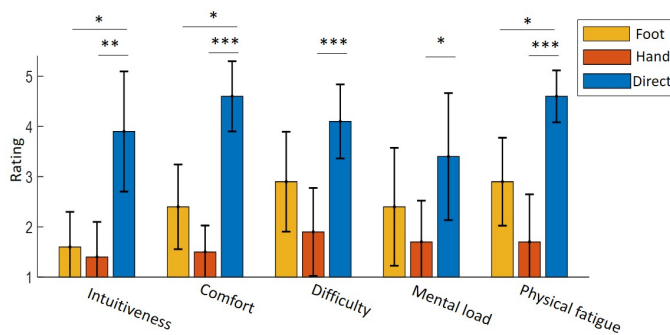 * * *
** *** *** * ***
Foot
Hand
Direct
Rating
5
4
3
2
1
Intuitiveness
Comfort
Difficulty
Mental load
Physical fatigue